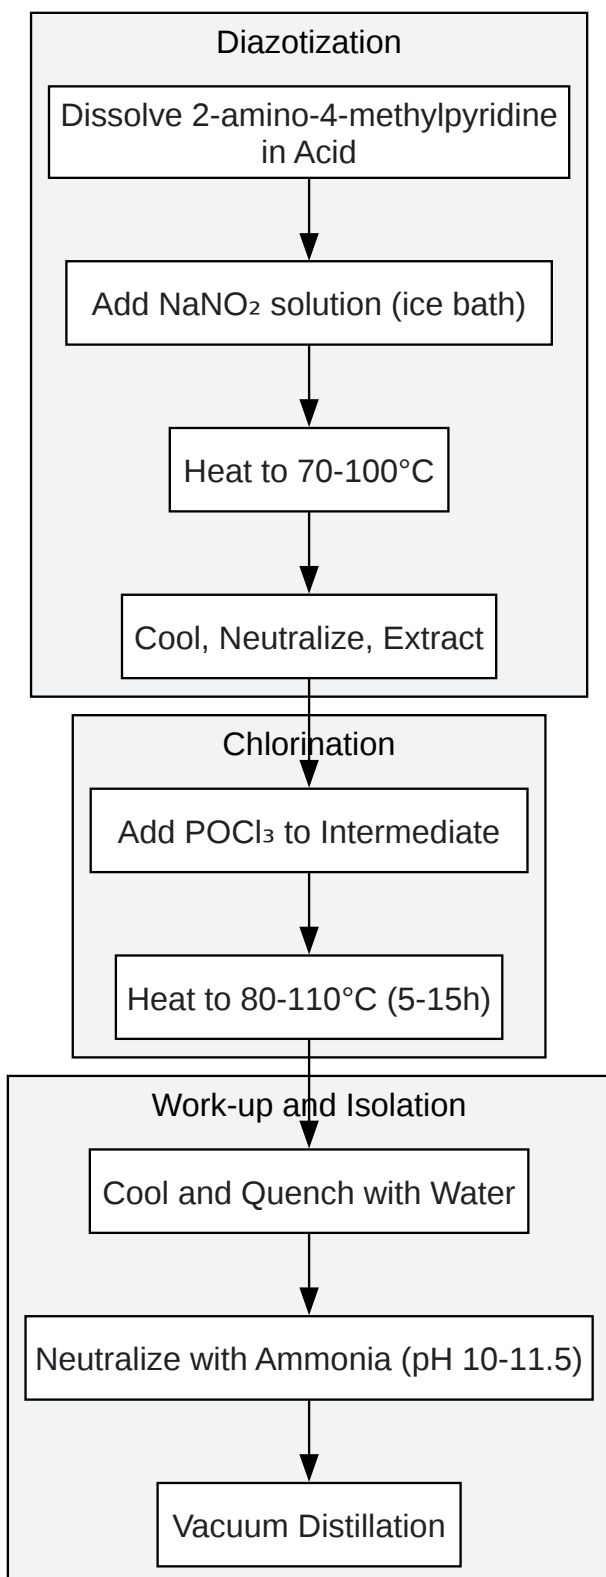 Diazotization
Dissolve 2-amino-4-methylpyridine
in Acid
Add NaNO₂ solution (ice bath)
Heat to 70-100°C
Cool, Neutralize, Extract
Chlorination
Add POCl₃ to Intermediate
Heat to 80-110°C (5-15h)
Work-up and Isolation
Cool and Quench with Water
Neutralize with Ammonia (pH 10-11.5)
Vacuum Distillation